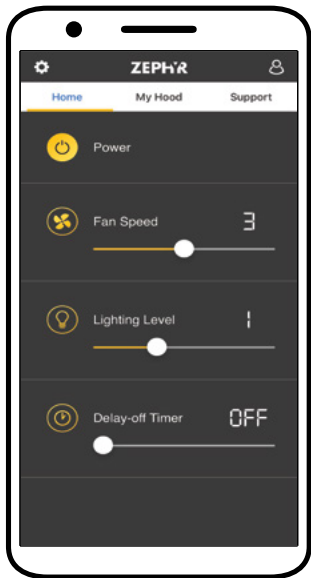 ZEPHYR
Home My Hood Support
Power
Fan Speed 3
Lighting Level 1
Delay-off Timer OFF